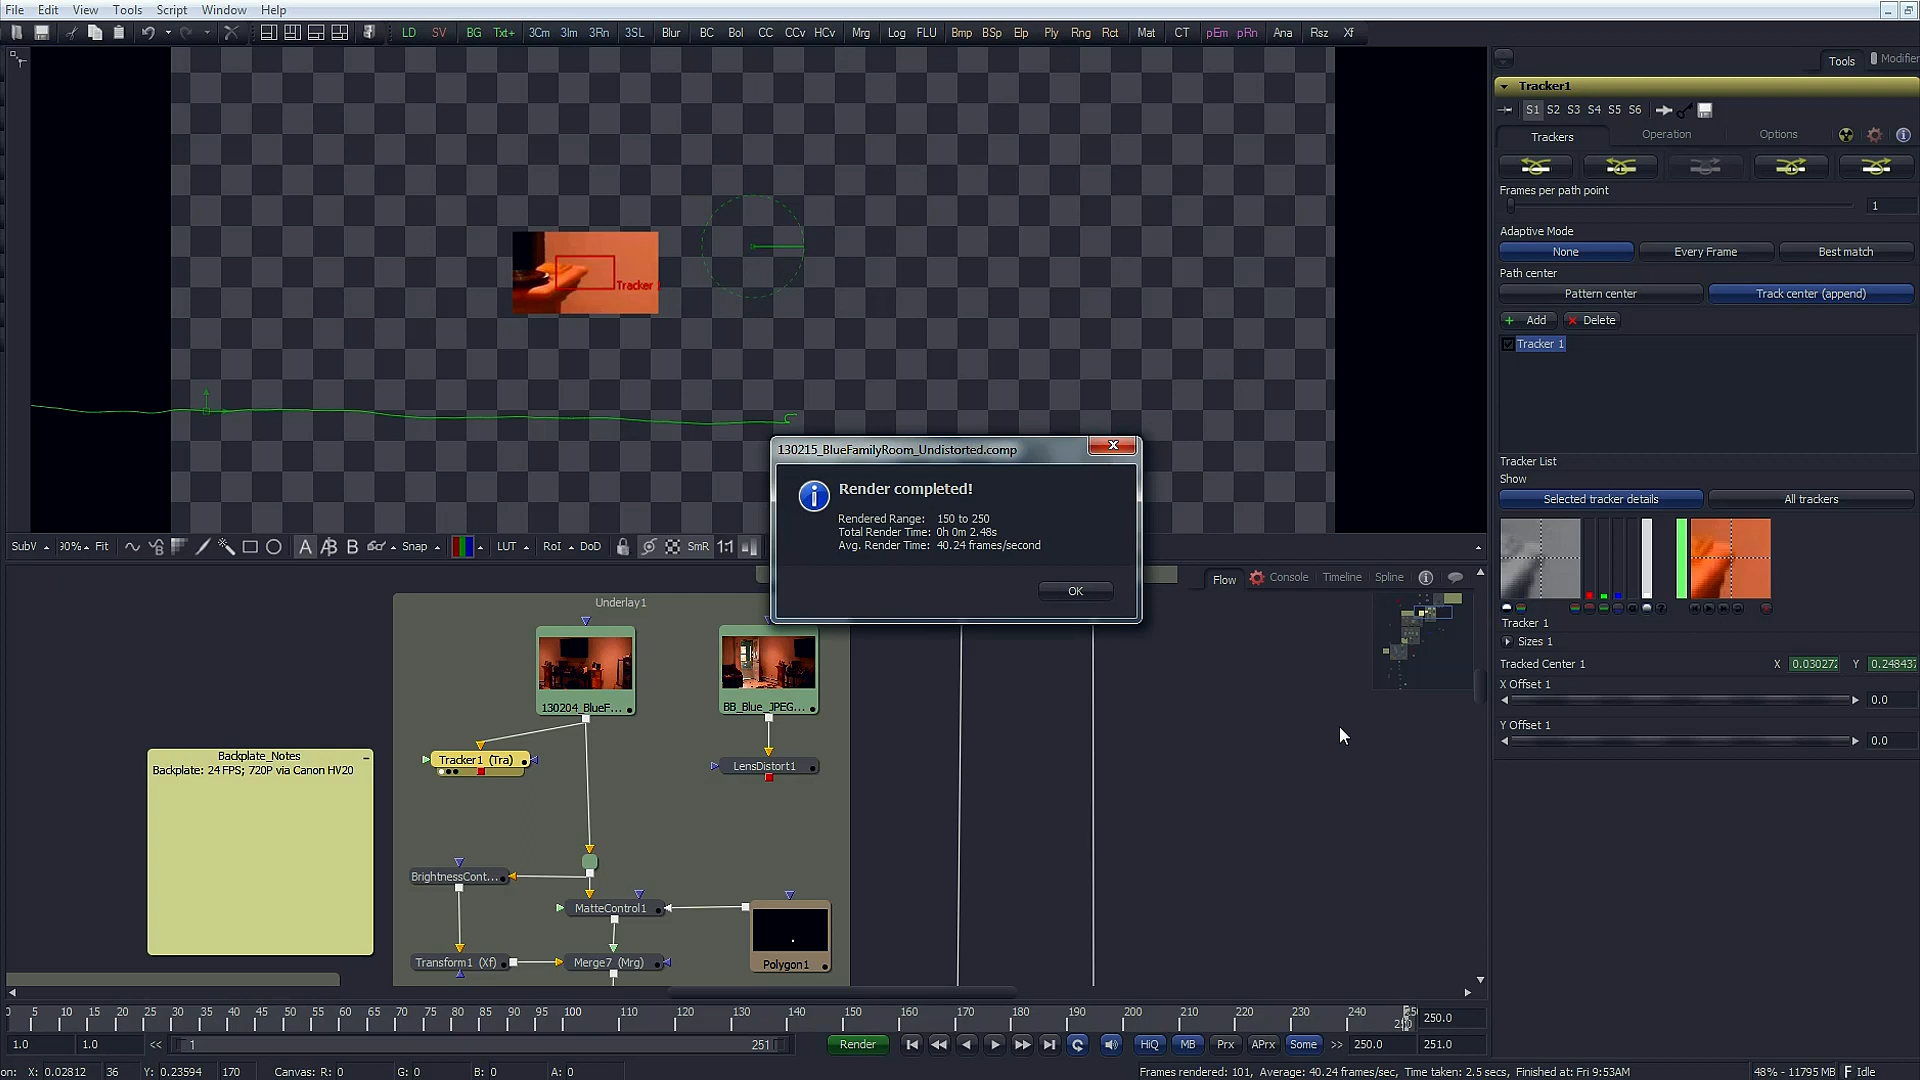 File Edit View Tools Script Window Help
LD SV BG Txt+ 3Cm 3Im 3Rn 3SL Blur BC Bol CC CCv HCv Mrg Log FLU Bmp BSp Elp Ply Rng Rct Mat CT pEm pRn Ana Rsz Xf
Tools Modifier
Tracker1
S1 S2 S3 S4 S5 S6
Trackers Operation Options
Frames per path point
1
Adaptive Mode
None Every Frame Best match
Path center
Pattern center Track center (append)
Add Delete
Tracker 1
Tracker
130215_BlueFamilyRoom_Undistorted.comp
Render completed!
Rendered Range: 150 to 250
Total Render Time: 0h 0m 2.48s
Avg. Render Time: 40.24 frames/second
OK
Tracker List
Show
Selected tracker details All trackers
Tracker 1
Sizes 1
Tracked Center 1 X 0.030272 Y 0.248437
X Offset 1
0.0
Y Offset 1
0.0
SubV 90% Fit A B Snap LUT RoI DoD SmR 1:1
Flow Console Timeline Spline
Underlay1
130204_BlueF...
BB_Blue_JPEG...
Tracker1 (Tra)
LensDistort1
Backplate_Notes
Backplate: 24 FPS; 720P via Canon HV20
BrightnessCont...
MatteControl1
Polygon1
Transform1 (Xf)
Merge7 (Mrg)
0 5 10 15 20 25 30 35 40 45 50 55 60 65 70 75 80 85 90 95 100 110 120 130 140 150 160 170 180 190 200 210 220 230 240 250.0
1.0 1.0 << 1 251 Render HiQ MB Prx APrx Some >> 250.0 251.0
on: X: 0.02812 36 Y: 0.23594 170 Canvas: R: 0 G: 0 B: 0 A: 0 Frames rendered: 101, Average: 40.24 frames/sec, Time taken: 2.5 secs, Finished at: Fri 9:53AM 48% - 11795 MB Idle